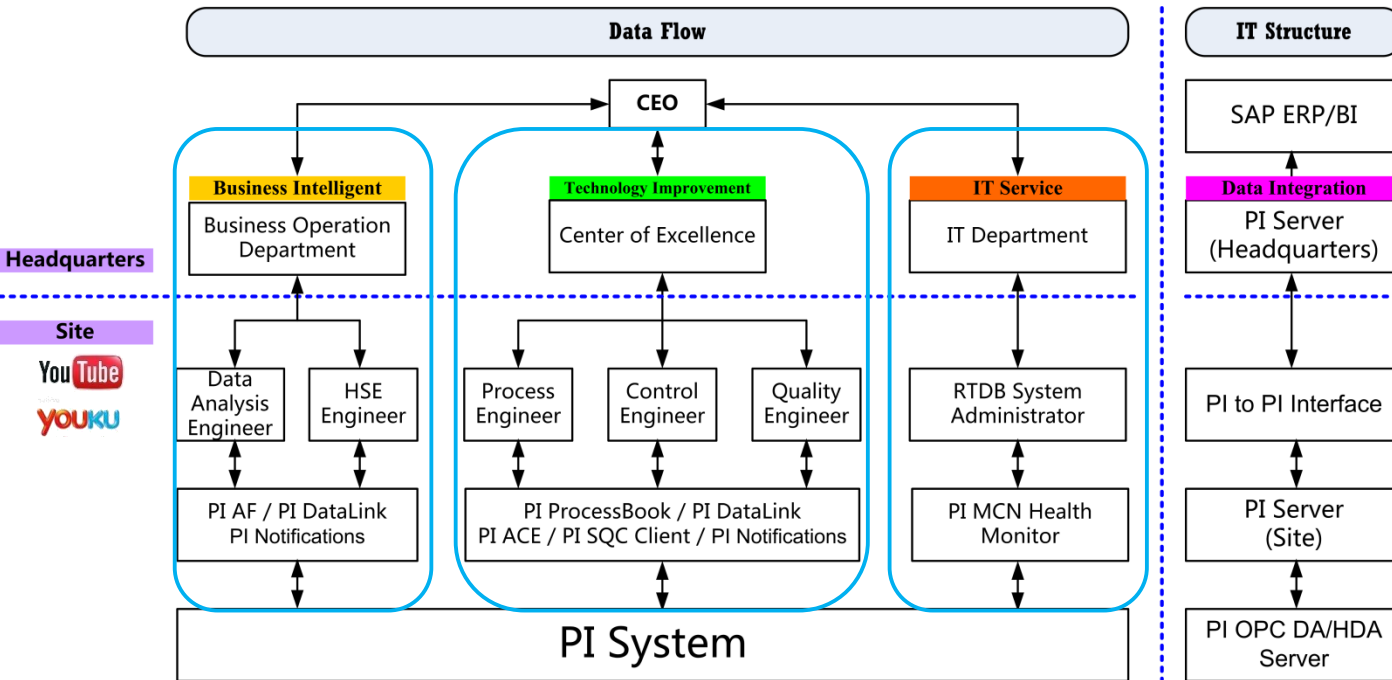 Data Flow
IT Structure
CEO
SAP ERP/BI
Business Intelligent
Technology Improvement
IT Service
Data Integration
Business Operation
Department
Center of Excellence
IT Department
PI Server
(Headquarters)
Headquarters
Site
You Tube
YOUKU
Data
Analysis
Engineer
HSE
Engineer
Process
Engineer
Control
Engineer
Quality
Engineer
RTDB System
Administrator
PI to PI Interface
PI AF / PI DataLink
PI Notifications
PI ProcessBook / PI DataLink
PI ACE / PI SQC Client / PI Notifications
PI MCN Health
Monitor
PI Server
(Site)
PI System
PI OPC DA/HDA
Server